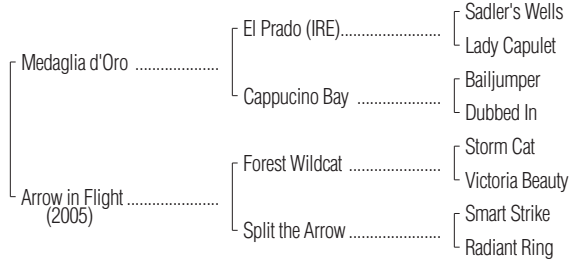 Sadler's Wells
El Prado (IRE)........................
Lady Capulet
Medaglia d'Oro .....................
Bailjumper
Cappucino Bay .....................
Dubbed In
Storm Cat
Forest Wildcat .......................
Victoria Beauty
Arrow in Flight .......................
(2005)
Smart Strike
Split the Arrow .......................
Radiant Ring